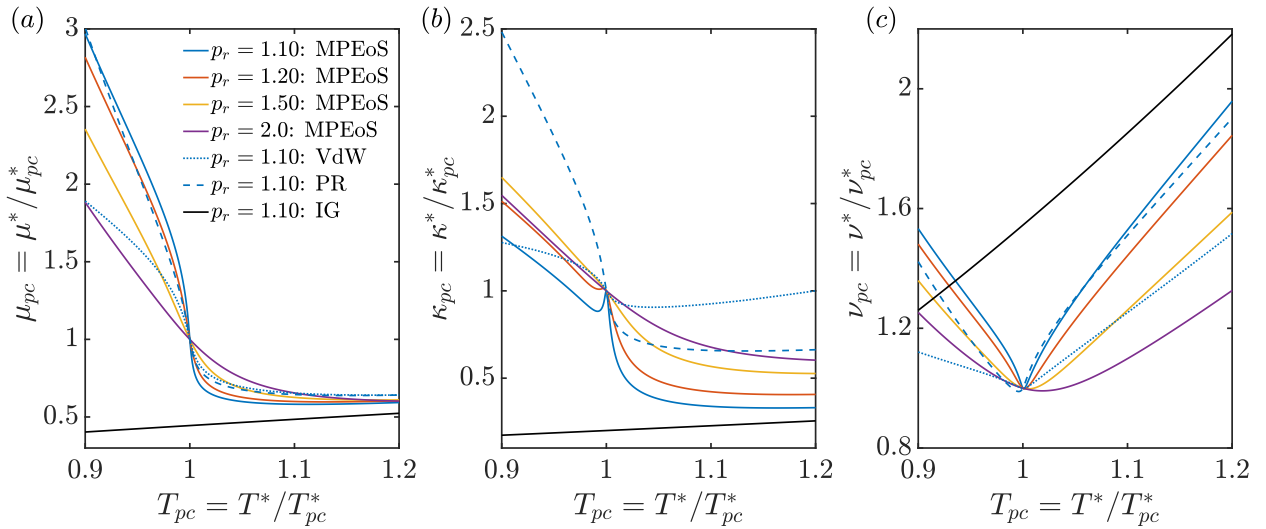 (a)
3
2.5
2
1.5
1
0.5
0.9
1
1.1
1.2
μ_pc = μ*/μ*_pc
T_pc = T*/T*_pc
p_r = 1.10: MPEoS
p_r = 1.20: MPEoS
p_r = 1.50: MPEoS
p_r = 2.0: MPEoS
p_r = 1.10: VdW
p_r = 1.10: PR
p_r = 1.10: IG
(b)
2.5
2
1.5
1
0.5
0.9
1
1.1
1.2
κ_pc = κ*/κ*_pc
T_pc = T*/T*_pc
(c)
2
1.6
1.2
0.8
0.9
1
1.1
1.2
ν_pc = ν*/ν*_pc
T_pc = T*/T*_pc